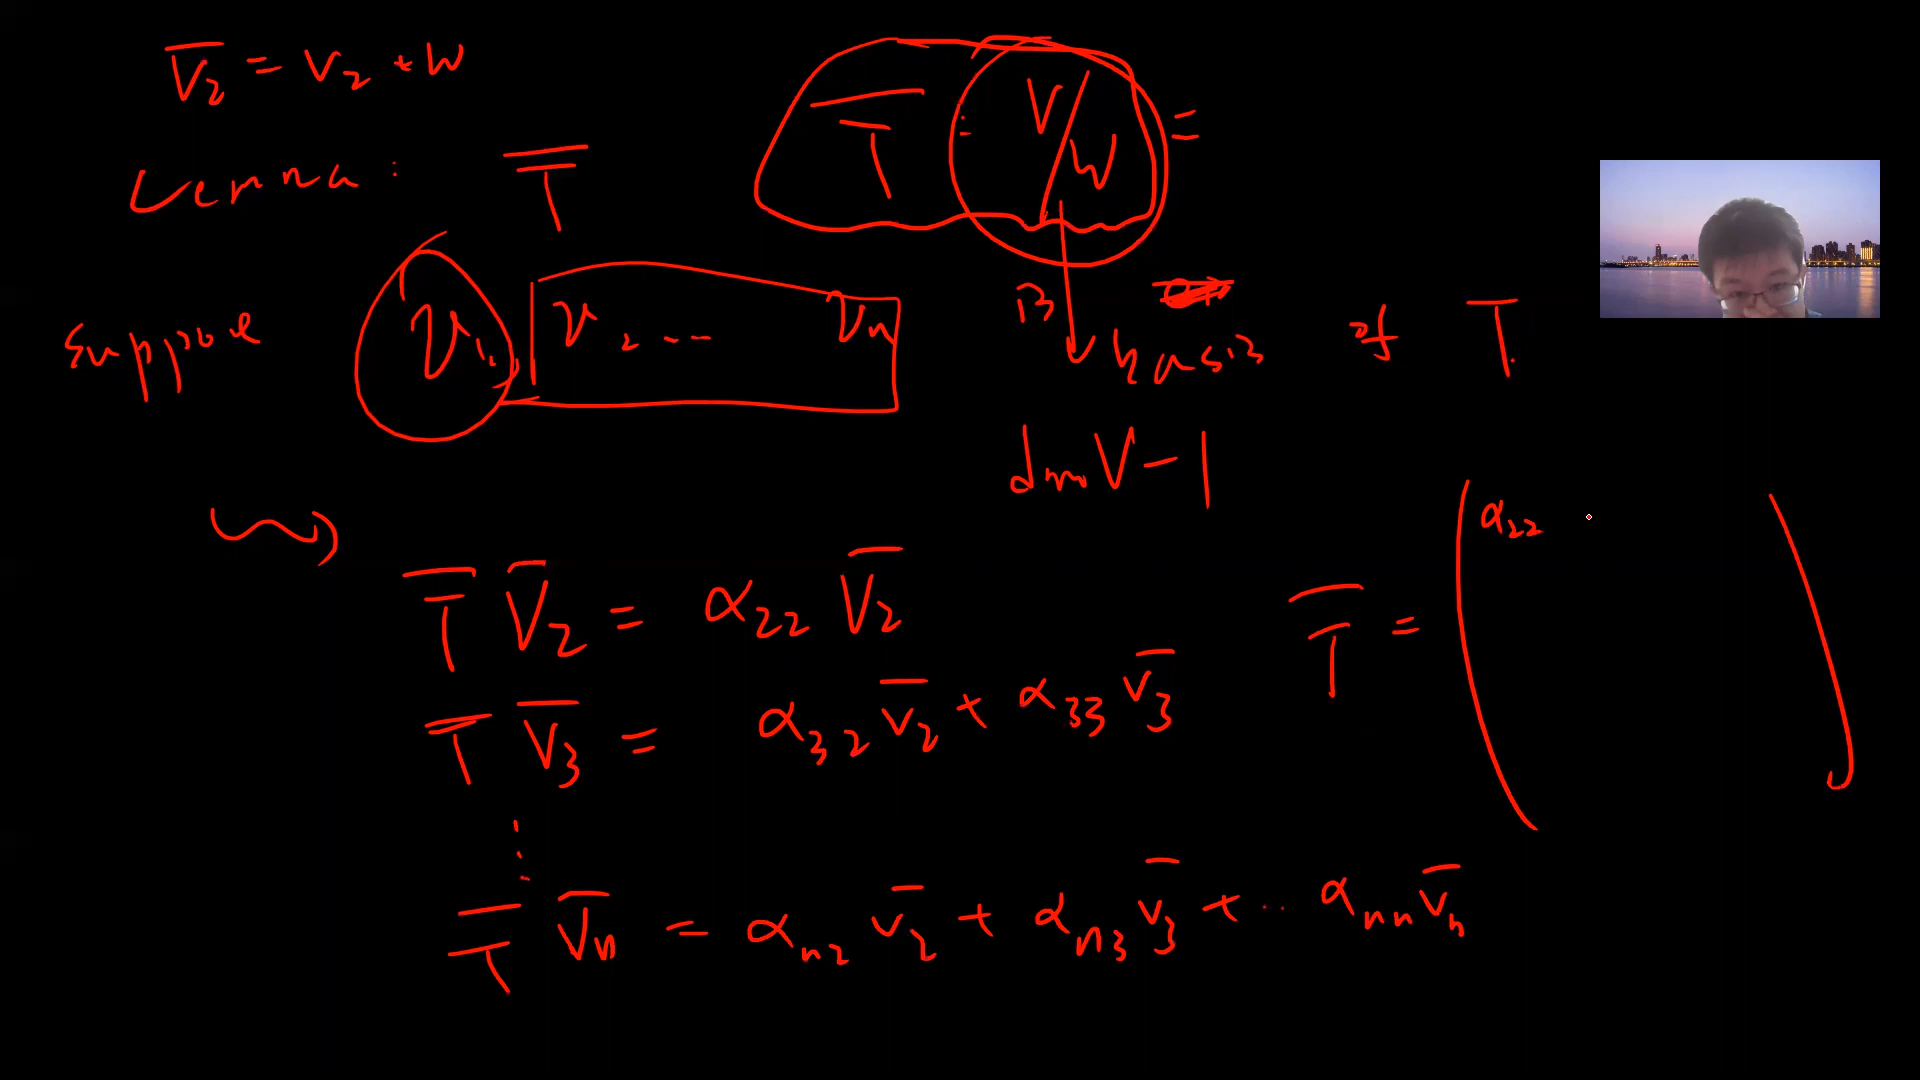 V̄₂ = V₂ + W
T̄ : V/W =
Lemma: T̄
Suppose V₁, V₂ ... Vₙ is basis of T.
dim V - 1
T̄ V̄₂ = α₂₂ V̄₂
T̄ V̄₃ = α₃₂ V̄₂ + α₃₃ V̄₃
⋮
T̄ V̄ₙ = αₙ₂ V̄₂ + αₙ₃ V̄₃ + ... αₙₙ V̄ₙ
T̄ = ( α₂₂ )